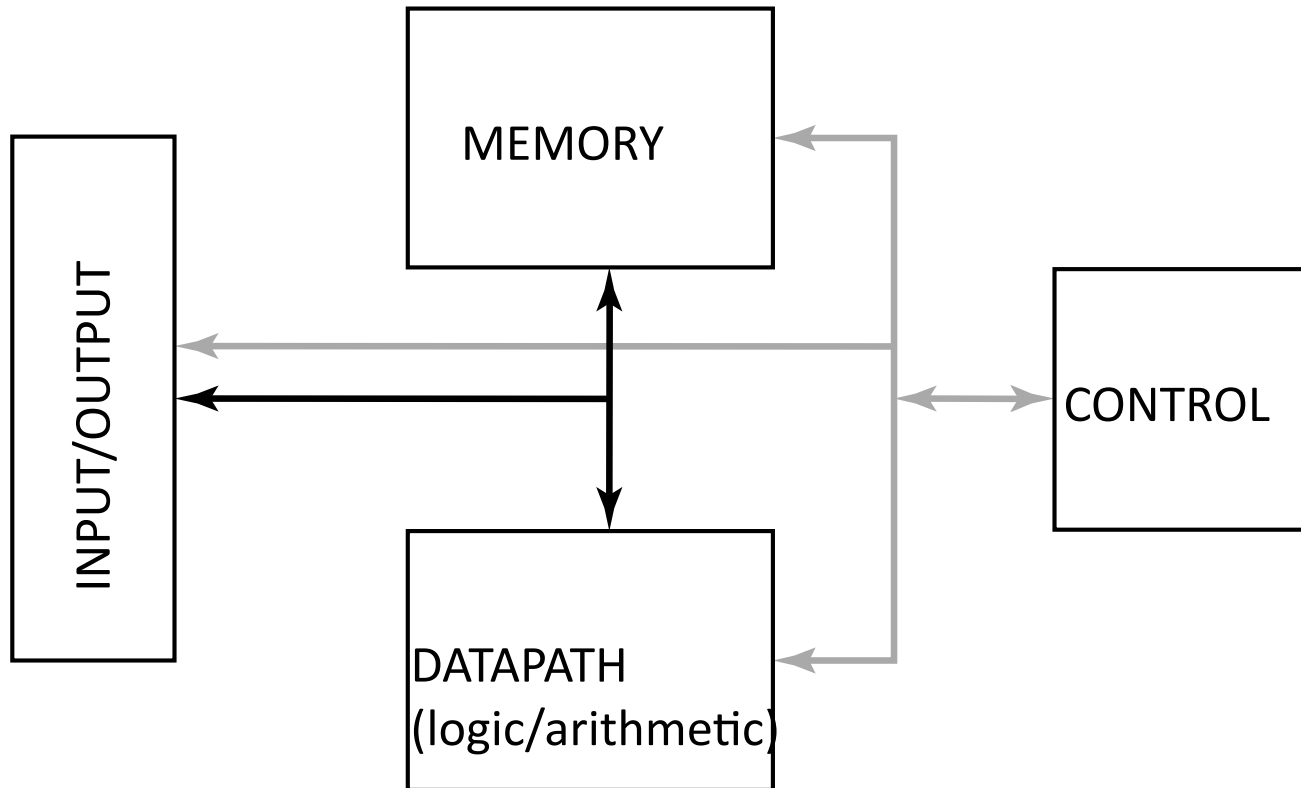 MEMORY
INPUT/OUTPUT
CONTROL
DATAPATH
(logic/arithmetic)